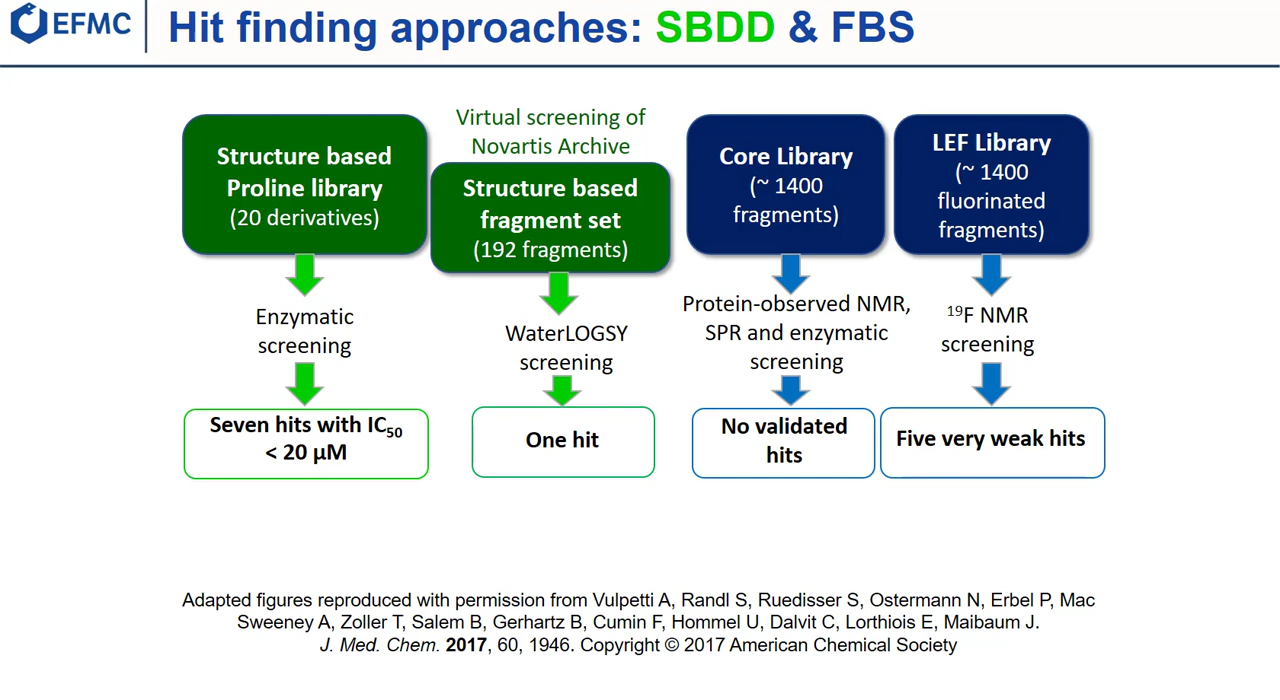 EFMC
Hit finding approaches: SBDD & FBS
Structure based
Proline library
(20 derivatives)
Enzymatic
screening
Seven hits with IC50
< 20 µM
Virtual screening of
Novartis Archive
Structure based
fragment set
(192 fragments)
WaterLOGSY
screening
One hit
Core Library
(~ 1400
fragments)
Protein-observed NMR,
SPR and enzymatic
screening
No validated
hits
LEF Library
(~ 1400
fluorinated
fragments)
19F NMR
screening
Five very weak hits
Adapted figures reproduced with permission from Vulpetti A, Randl S, Ruedisser S, Ostermann N, Erbel P, Mac
Sweeney A, Zoller T, Salem B, Gerhartz B, Cumin F, Hommel U, Dalvit C, Lorthiois E, Maibaum J.
J. Med. Chem. 2017, 60, 1946. Copyright © 2017 American Chemical Society